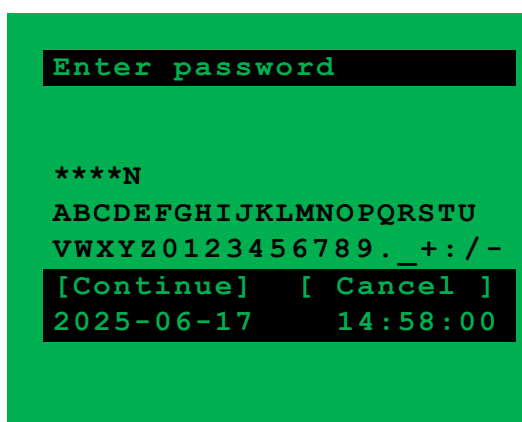 Enter password
****N
ABCDEFGHIJKLMNOPQRSTU
VWXYZ0123456789._+:/-
[Continue] [ Cancel ]
2025-06-17 14:58:00